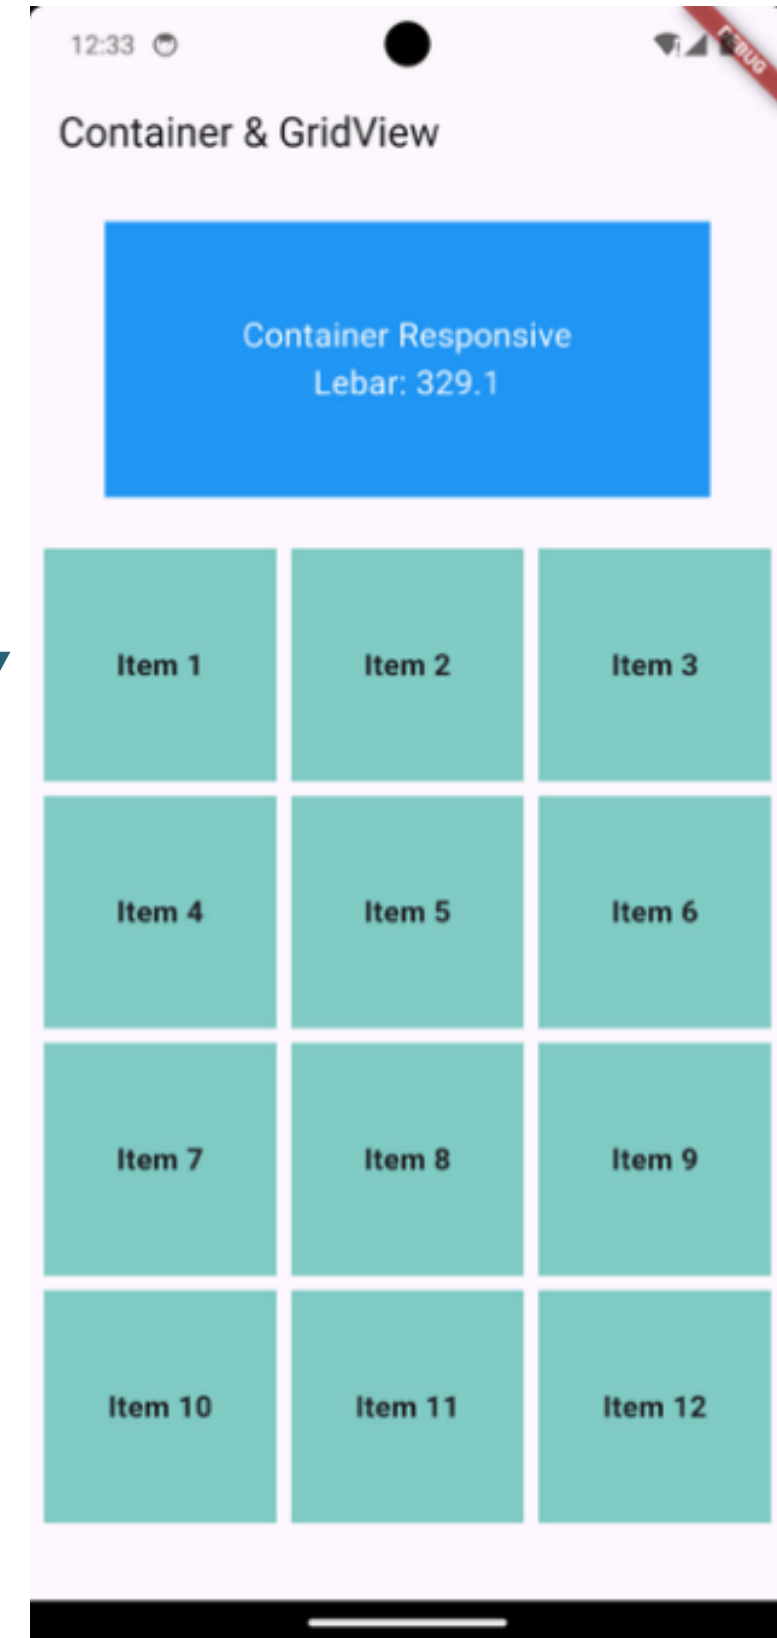 12:33
DEBUG
Container & GridView
Container Responsive
Lebar: 329.1
Item 1
Item 2
Item 3
Item 4
Item 5
Item 6
Item 7
Item 8
Item 9
Item 10
Item 11
Item 12